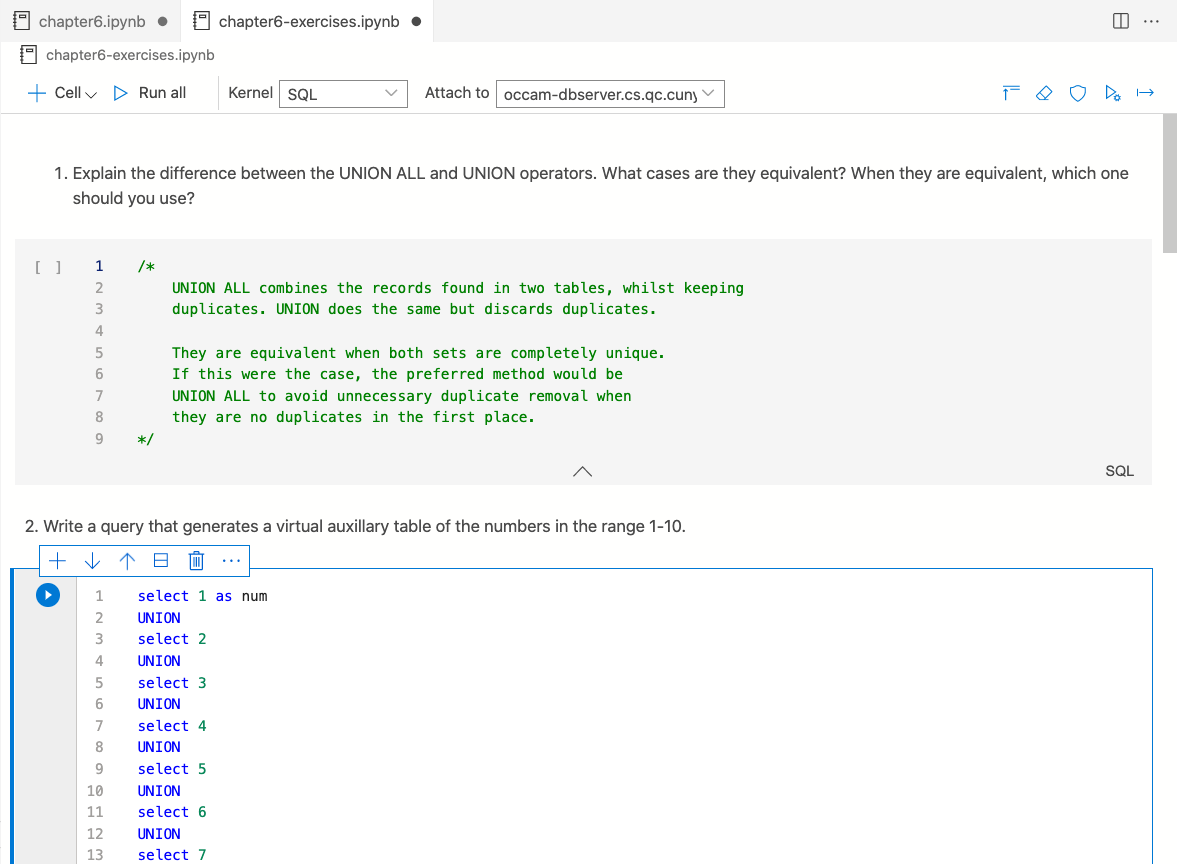 chapter6.ipynb
chapter6-exercises.ipynb
chapter6-exercises.ipynb
Cell
Run all
Kernel
SQL
Attach to
occam-dbserver.cs.qc.cuny
1. Explain the difference between the UNION ALL and UNION operators. What cases are they equivalent? When they are equivalent, which one
should you use?
[ ]
1 /*
2 UNION ALL combines the records found in two tables, whilst keeping
3 duplicates. UNION does the same but discards duplicates.
4
5 They are equivalent when both sets are completely unique.
6 If this were the case, the preferred method would be
7 UNION ALL to avoid unnecessary duplicate removal when
8 they are no duplicates in the first place.
9 */
SQL
2. Write a query that generates a virtual auxillary table of the numbers in the range 1-10.
1 select 1 as num
2 UNION
3 select 2
4 UNION
5 select 3
6 UNION
7 select 4
8 UNION
9 select 5
10 UNION
11 select 6
12 UNION
13 select 7